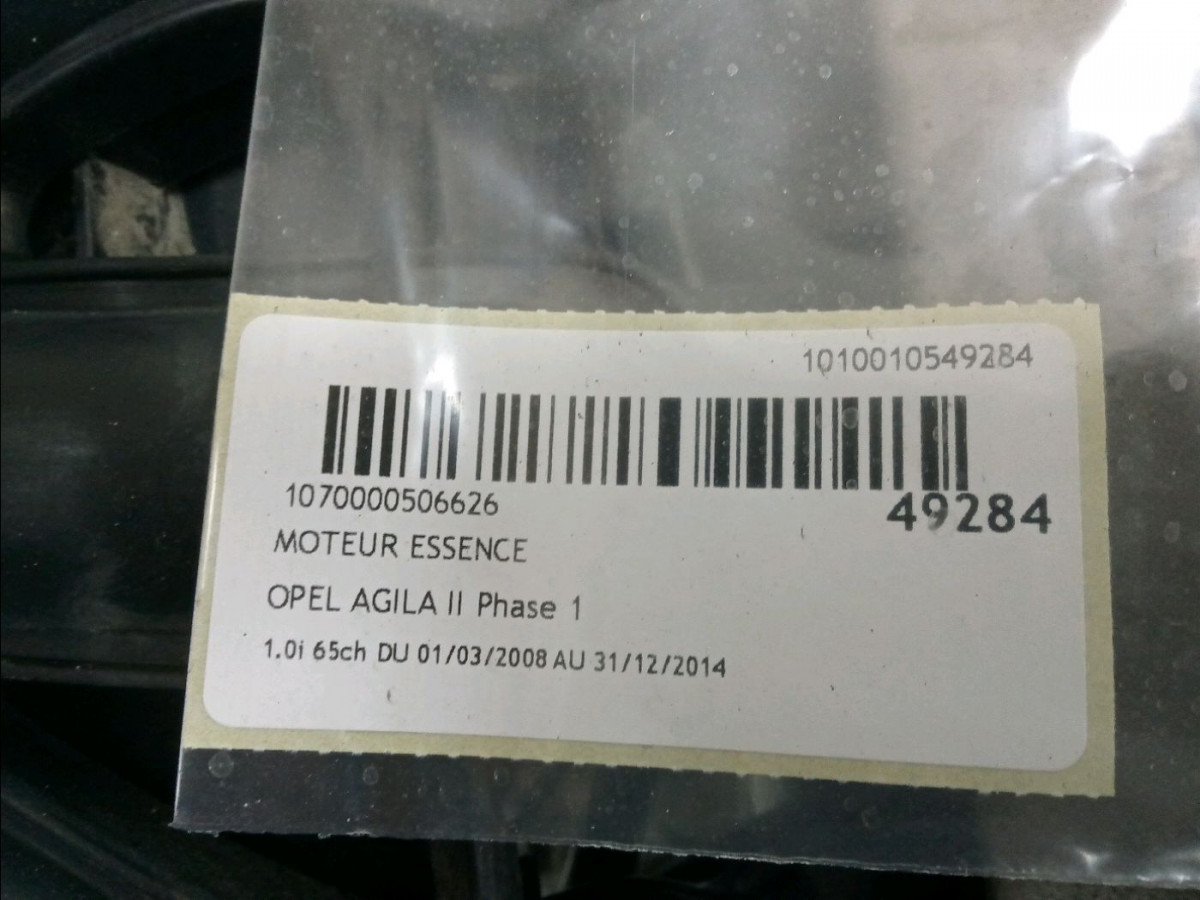 1010010549284
1070000506626
49284
MOTEUR ESSENCE
OPEL AGILA II Phase 1
1.0i 65ch DU 01/03/2008 AU 31/12/2014